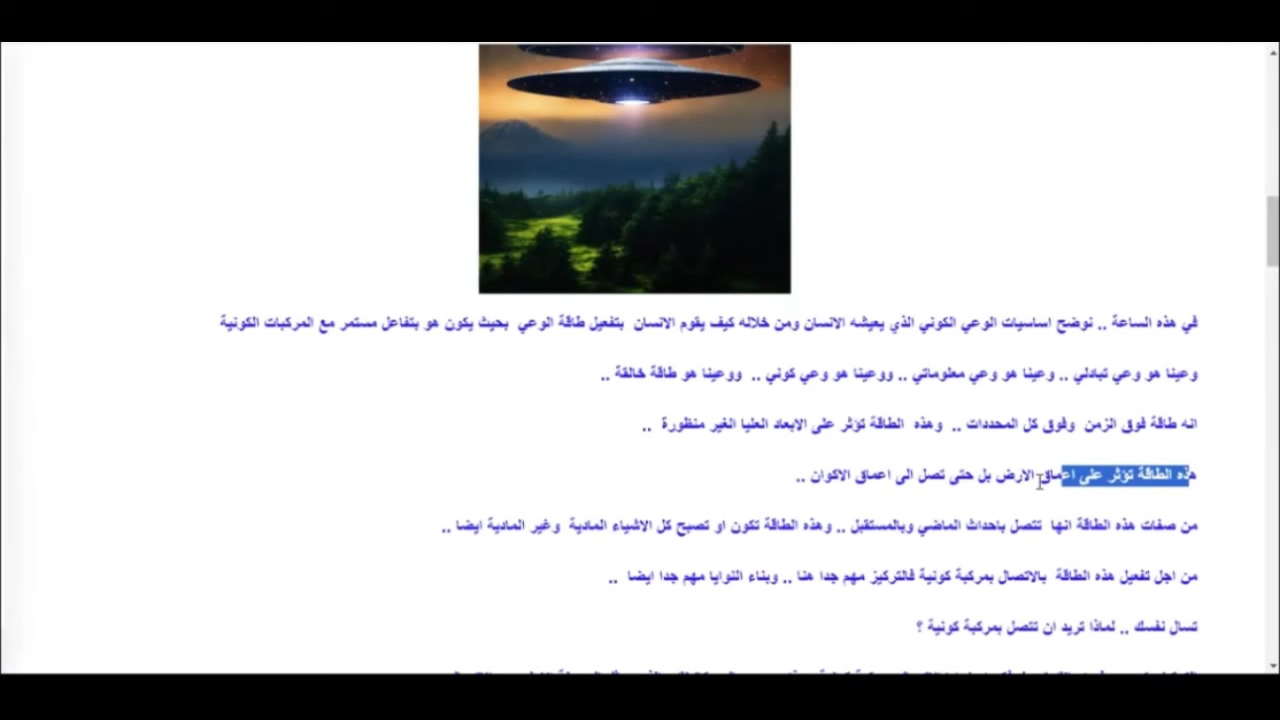 في هذه الساعة .. نوضح اساسيات الوعي الكوني الذي يعيشه الانسان ومن خلاله كيف يقوم الانسان بتفعيل طاقة الوعي بحيث يكون هو بتفاعل مستمر مع المركبات الكونية
وعينا هو وعي تبادلي .. وعينا هو وعي معلوماتي .. ووعينا هو وعي كوني .. ووعينا هو طاقة خالقة ..
انه طاقة فوق الزمن وفوق كل المحددات .. وهذه الطاقة تؤثر على الابعاد العليا الغير منظورة ..
هذه الطاقة تؤثر على اعماق الارض بل حتى تصل الى اعماق الاكوان ..
من صفات هذه الطاقة انها تتصل باحداث الماضي وبالمستقبل .. وهذه الطاقة تكون او تصبح كل الاشياء المادية وغير المادية ايضا ..
من اجل تفعيل هذه الطاقة بالاتصال بمركبة كونية فالتركيز مهم جدا هنا .. وبناء النوايا مهم جدا ايضا ..
تسال نفسك .. لماذا تريد ان تتصل بمركبة كونية ؟